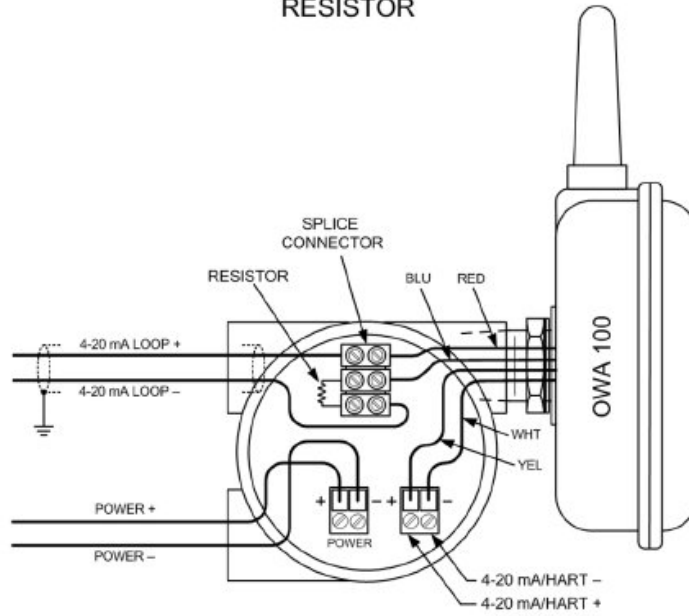 RESISTOR
SPLICE
CONNECTOR
RESISTOR
BLU
RED
4-20 mA LOOP +
4-20 mA LOOP –
OWA 100
WHT
YEL
POWER +
POWER –
+ –
+ –
POWER
4-20 mA/HART –
4-20 mA/HART +